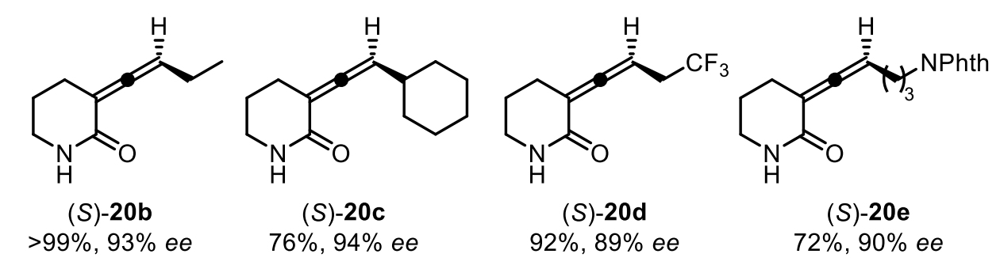 H H H H
CF3 NPhth
3
N O N O N O N O
H H H H
(S)-20b (S)-20c (S)-20d (S)-20e
>99%, 93% ee 76%, 94% ee 92%, 89% ee 72%, 90% ee